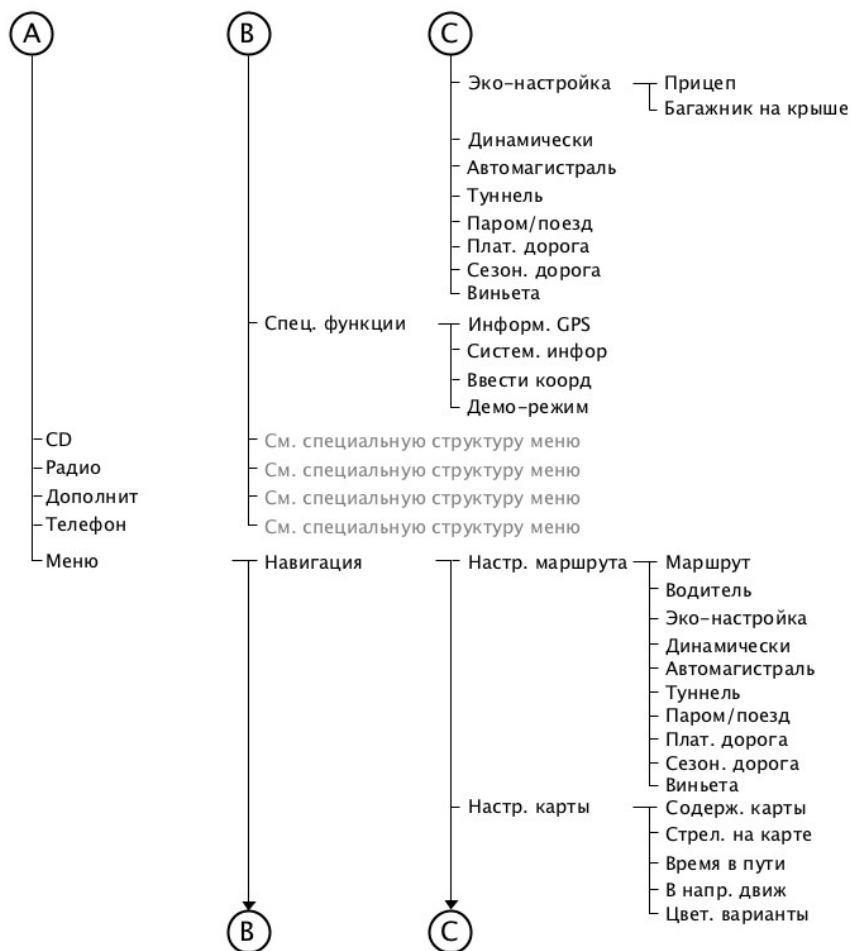 A B C
Эко-настройка Прицеп
Багажник на крыше
Динамически
Автомагистраль
Туннель
Паром/поезд
Плат. дорога
Сезон. дорога
Виньета
Спец. функции Информ. GPS
Систем. инфор
Ввести коорд
Демо-режим
CD См. специальную структуру меню
Радио См. специальную структуру меню
Дополнит См. специальную структуру меню
Телефон См. специальную структуру меню
Меню Навигация Настр. маршрута Маршрут
Водитель
Эко-настройка
Динамически
Автомагистраль
Туннель
Паром/поезд
Плат. дорога
Сезон. дорога
Виньета
Настр. карты Содерж. карты
Стрел. на карте
Время в пути
В напр. движ
Цвет. варианты
B C